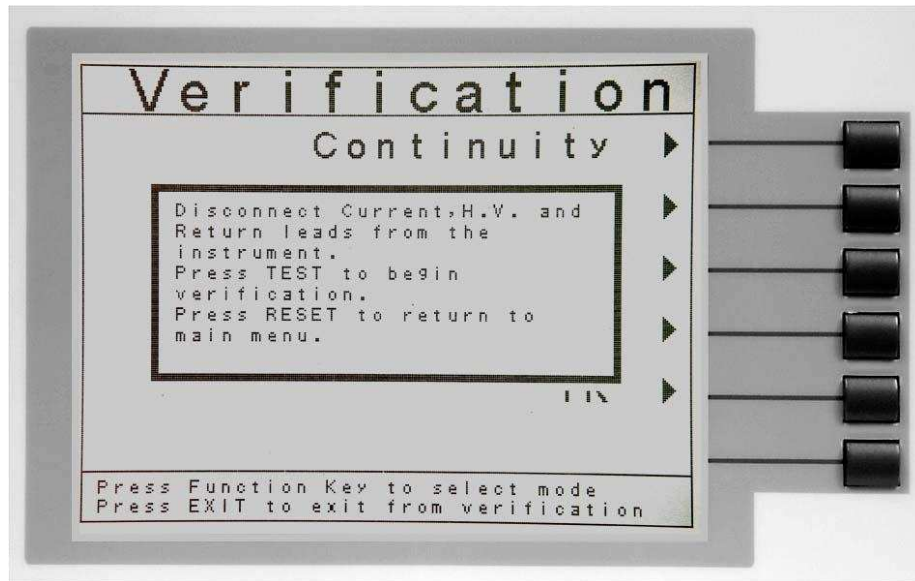 Verification
Continuity
Disconnect Current,H.V. and
Return leads from the
instrument.
Press TEST to begin
verification.
Press RESET to return to
main menu.
Press Function Key to select mode
Press EXIT to exit from verification